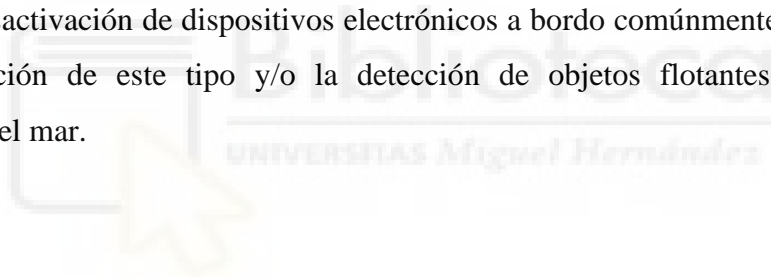 activación de dispositivos electrónicos a bordo comúnmente
ción de este tipo y/o la detección de objetos flotantes
el mar.
Biblioteca
UNIVERSITAS Miguel Hernández